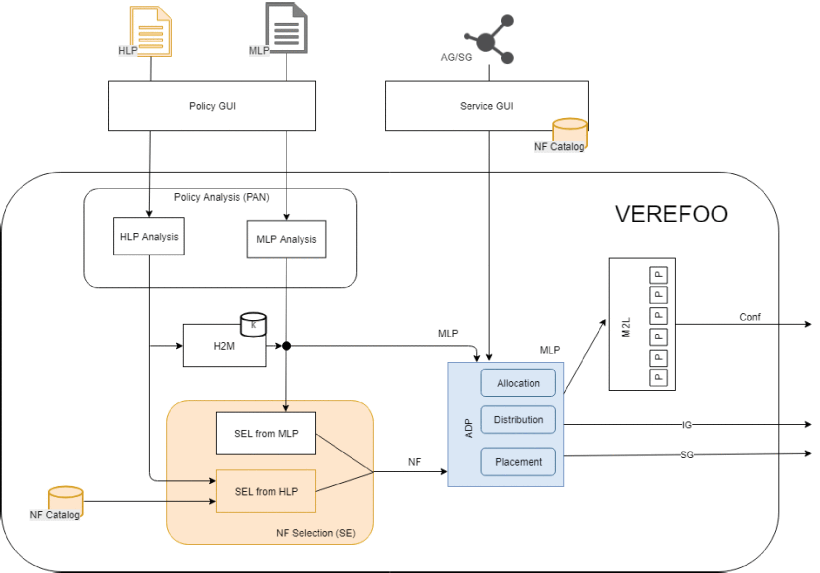 HLP
MLP
AG/SG
Policy GUI
Service GUI
NF Catalog
Policy Analysis (PAN)
VEREFOO
HLP Analysis
MLP Analysis
P
P
P
P
P
P
M2L
Conf
K
H2M
MLP
MLP
Allocation
Distribution
Placement
ADP
IG
SG
SEL from MLP
NF
SEL from HLP
NF Catalog
NF Selection (SE)